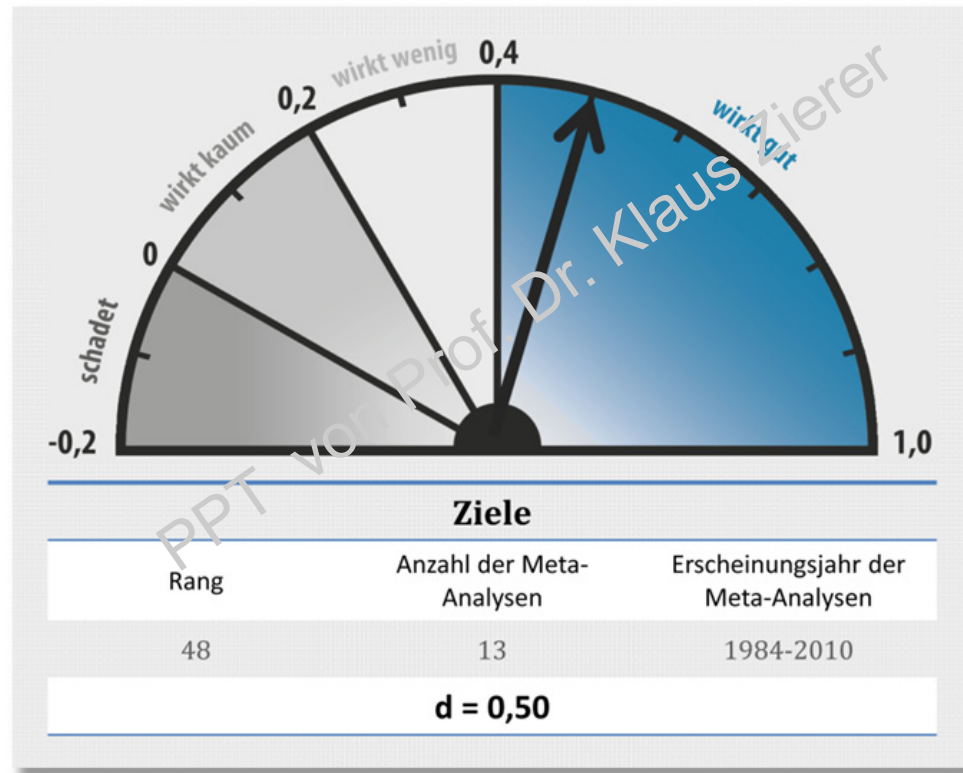 wirkt wenig
0,4
0,2
wirkt kaum
wirkt gut
0
schadet
-0,2
1,0
PPT von Prof. Dr. Klaus Zierer
Ziele
Rang
Anzahl der Meta-
Analysen
Erscheinungsjahr der
Meta-Analysen
48
13
1984-2010
d = 0,50